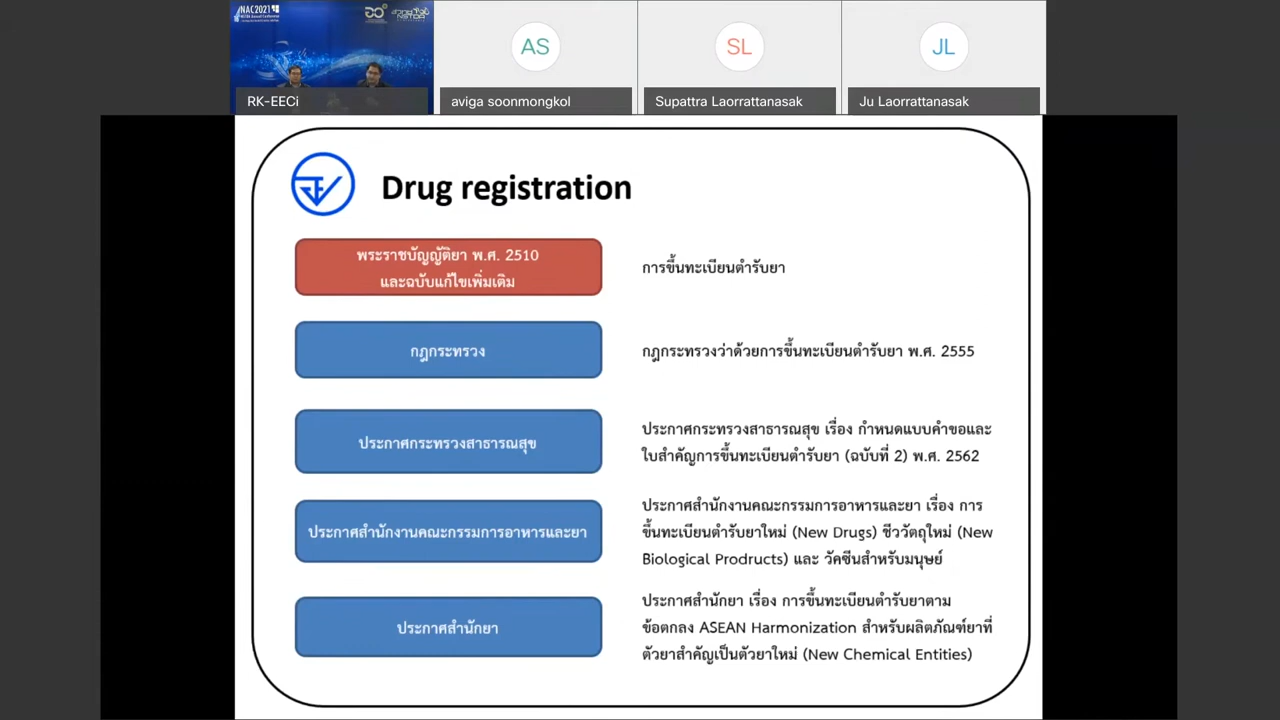 NAC2021
RK-EECi
AS
aviga soonmongkol
SL
Supattra Laorrattanasak
JL
Ju Laorrattanasak
Drug registration
พระราชบัญญัติยา พ.ศ. 2510
และฉบับแก้ไขเพิ่มเติม
การขึ้นทะเบียนตำรับยา
กฎกระทรวง
กฎกระทรวงว่าด้วยการขึ้นทะเบียนตำรับยา พ.ศ. 2555
ประกาศกระทรวงสาธารณสุข
ประกาศกระทรวงสาธารณสุข เรื่อง กำหนดแบบคำขอและ
ใบสำคัญการขึ้นทะเบียนตำรับยา (ฉบับที่ 2) พ.ศ. 2562
ประกาศสำนักงานคณะกรรมการอาหารและยา
ประกาศสำนักงานคณะกรรมการอาหารและยา เรื่อง การ
ขึ้นทะเบียนตำรับยาใหม่ (New Drugs) ชีววัตถุใหม่ (New
Biological Prodructs) และ วัคซีนสำหรับมนุษย์
ประกาศสำนักยา
ประกาศสำนักยา เรื่อง การขึ้นทะเบียนตำรับยาตาม
ข้อตกลง ASEAN Harmonization สำหรับผลิตภัณฑ์ยาที่
ตัวยาสำคัญเป็นตัวยาใหม่ (New Chemical Entities)